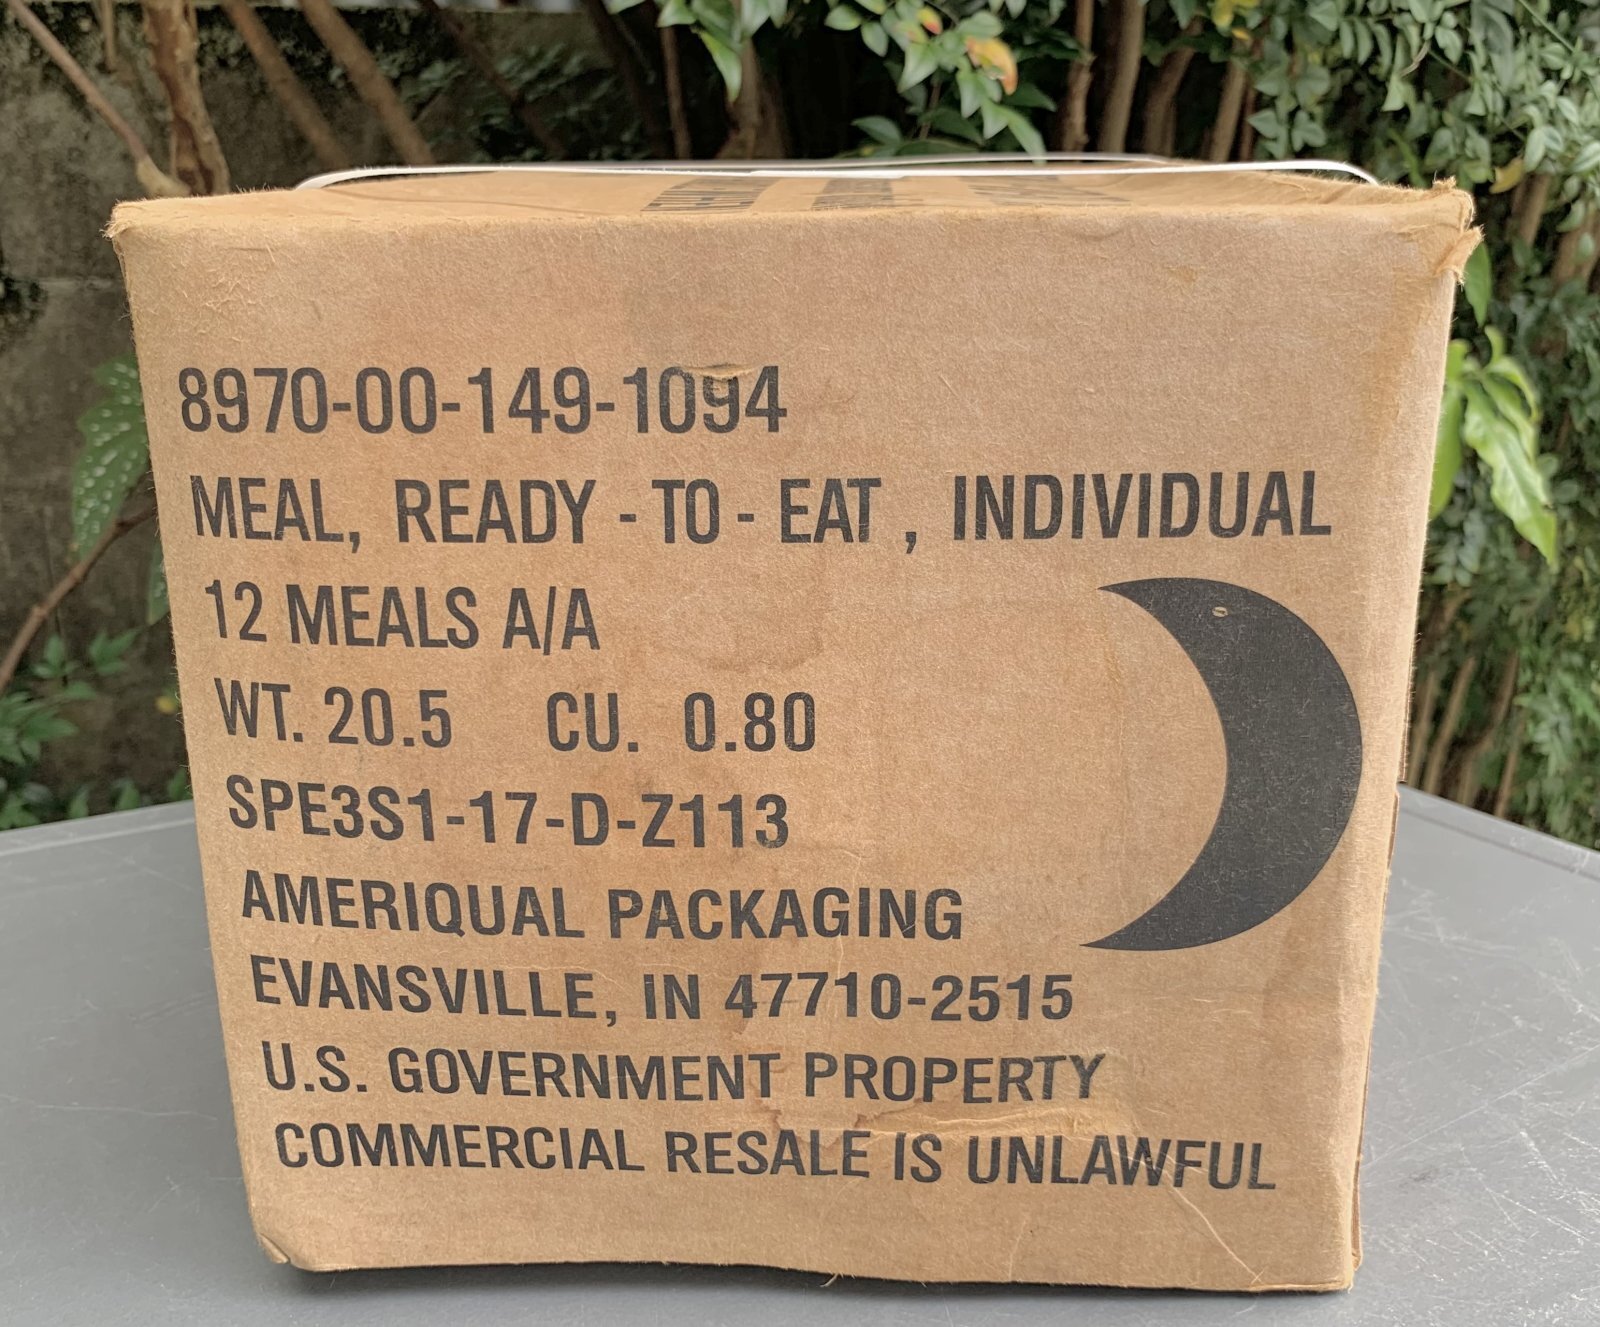 8970-00-149-1094
MEAL, READY - TO - EAT , INDIVIDUAL
12 MEALS A/A
WT. 20.5 CU. 0.80
SPE3S1-17-D-Z113
AMERIQUAL PACKAGING
EVANSVILLE, IN 47710-2515
U.S. GOVERNMENT PROPERTY
COMMERCIAL RESALE IS UNLAWFUL